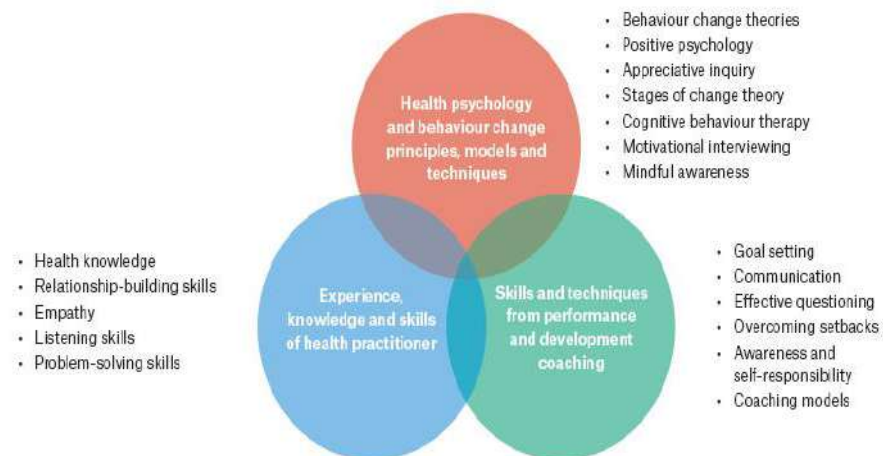 • Behaviour change theories
• Positive psychology
• Appreciative inquiry
• Stages of change theory
• Cognitive behaviour therapy
• Motivational interviewing
• Mindful awareness
Health psychology
and behaviour change
principles, models and
techniques
• Health knowledge
• Relationship-building skills
• Empathy
• Listening skills
• Problem-solving skills
Experience,
knowledge and skills
of health practitioner
Skills and techniques
from performance
and development
coaching
• Goal setting
• Communication
• Effective questioning
• Overcoming setbacks
• Awareness and
self-responsibility
• Coaching models